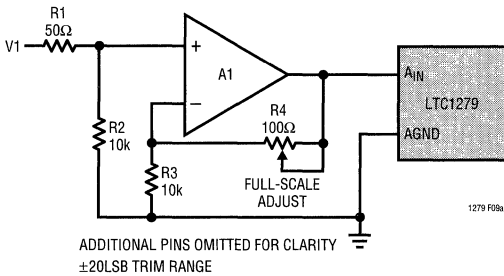 R1
50Ω
V1
+
A1
−
R2
10k
R3
10k
R4
100Ω
FULL-SCALE
ADJUST
AIN
LTC1279
AGND
1279 F09a
ADDITIONAL PINS OMITTED FOR CLARITY
±20LSB TRIM RANGE